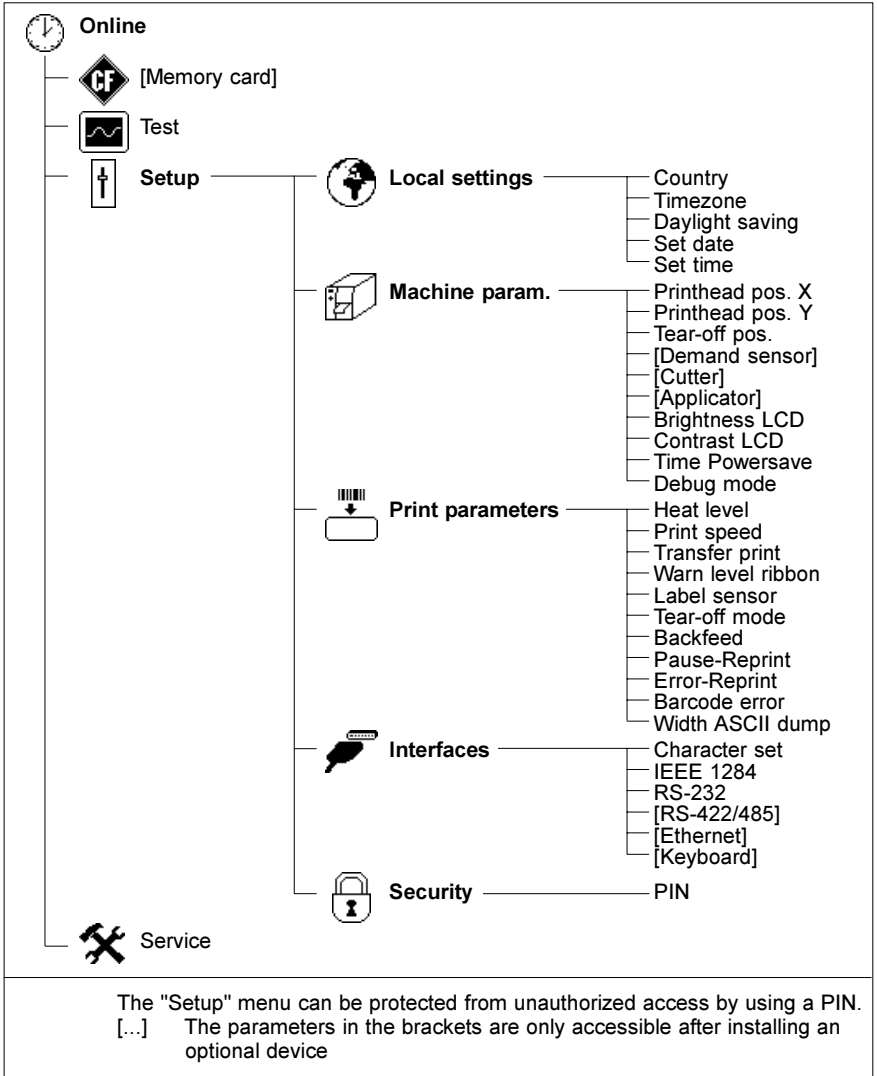 Online
CF
[Memory card]
Test
Setup
Local settings
Country
Timezone
Daylight saving
Set date
Set time
Machine param.
Printhead pos. X
Printhead pos. Y
Tear-off pos.
[Demand sensor]
[Cutter]
[Applicator]
Brightness LCD
Contrast LCD
Time Powersave
Debug mode
Print parameters
Heat level
Print speed
Transfer print
Warn level ribbon
Label sensor
Tear-off mode
Backfeed
Pause-Reprint
Error-Reprint
Barcode error
Width ASCII dump
Interfaces
Character set
IEEE 1284
RS-232
[RS-422/485]
[Ethernet]
[Keyboard]
Security
PIN
Service
The "Setup" menu can be protected from unauthorized access by using a PIN.
[...] The parameters in the brackets are only accessible after installing an
optional device